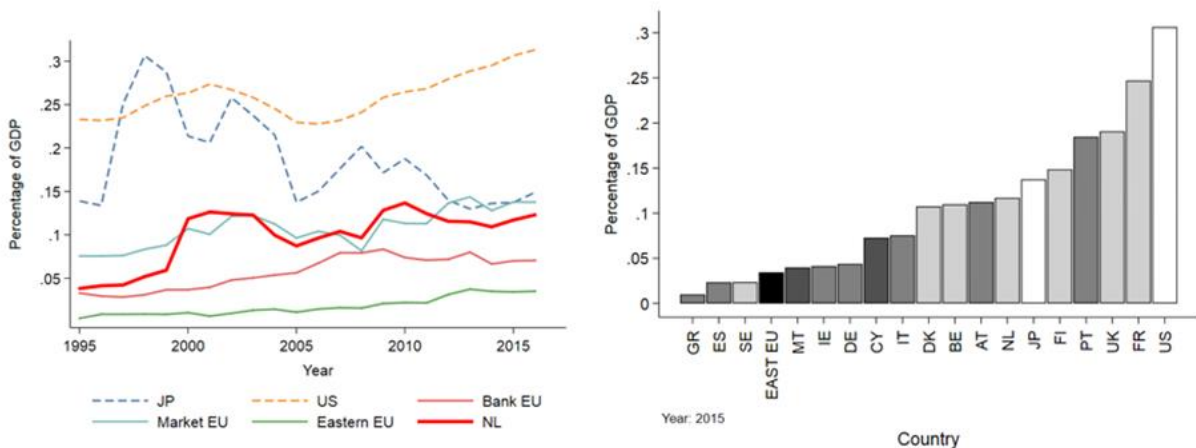 Percentage of GDP
.3
.25
.2
.15
.1
.05
1995 2000 2005 2010 2015
Year
JP US Bank EU
Market EU Eastern EU NL
Percentage of GDP
.3
.25
.2
.15
.1
.05
0
GR ES SE EAST EU MT IE DE CY IT DK BE AT NL JP FI PT UK FR US
Year: 2015
Country